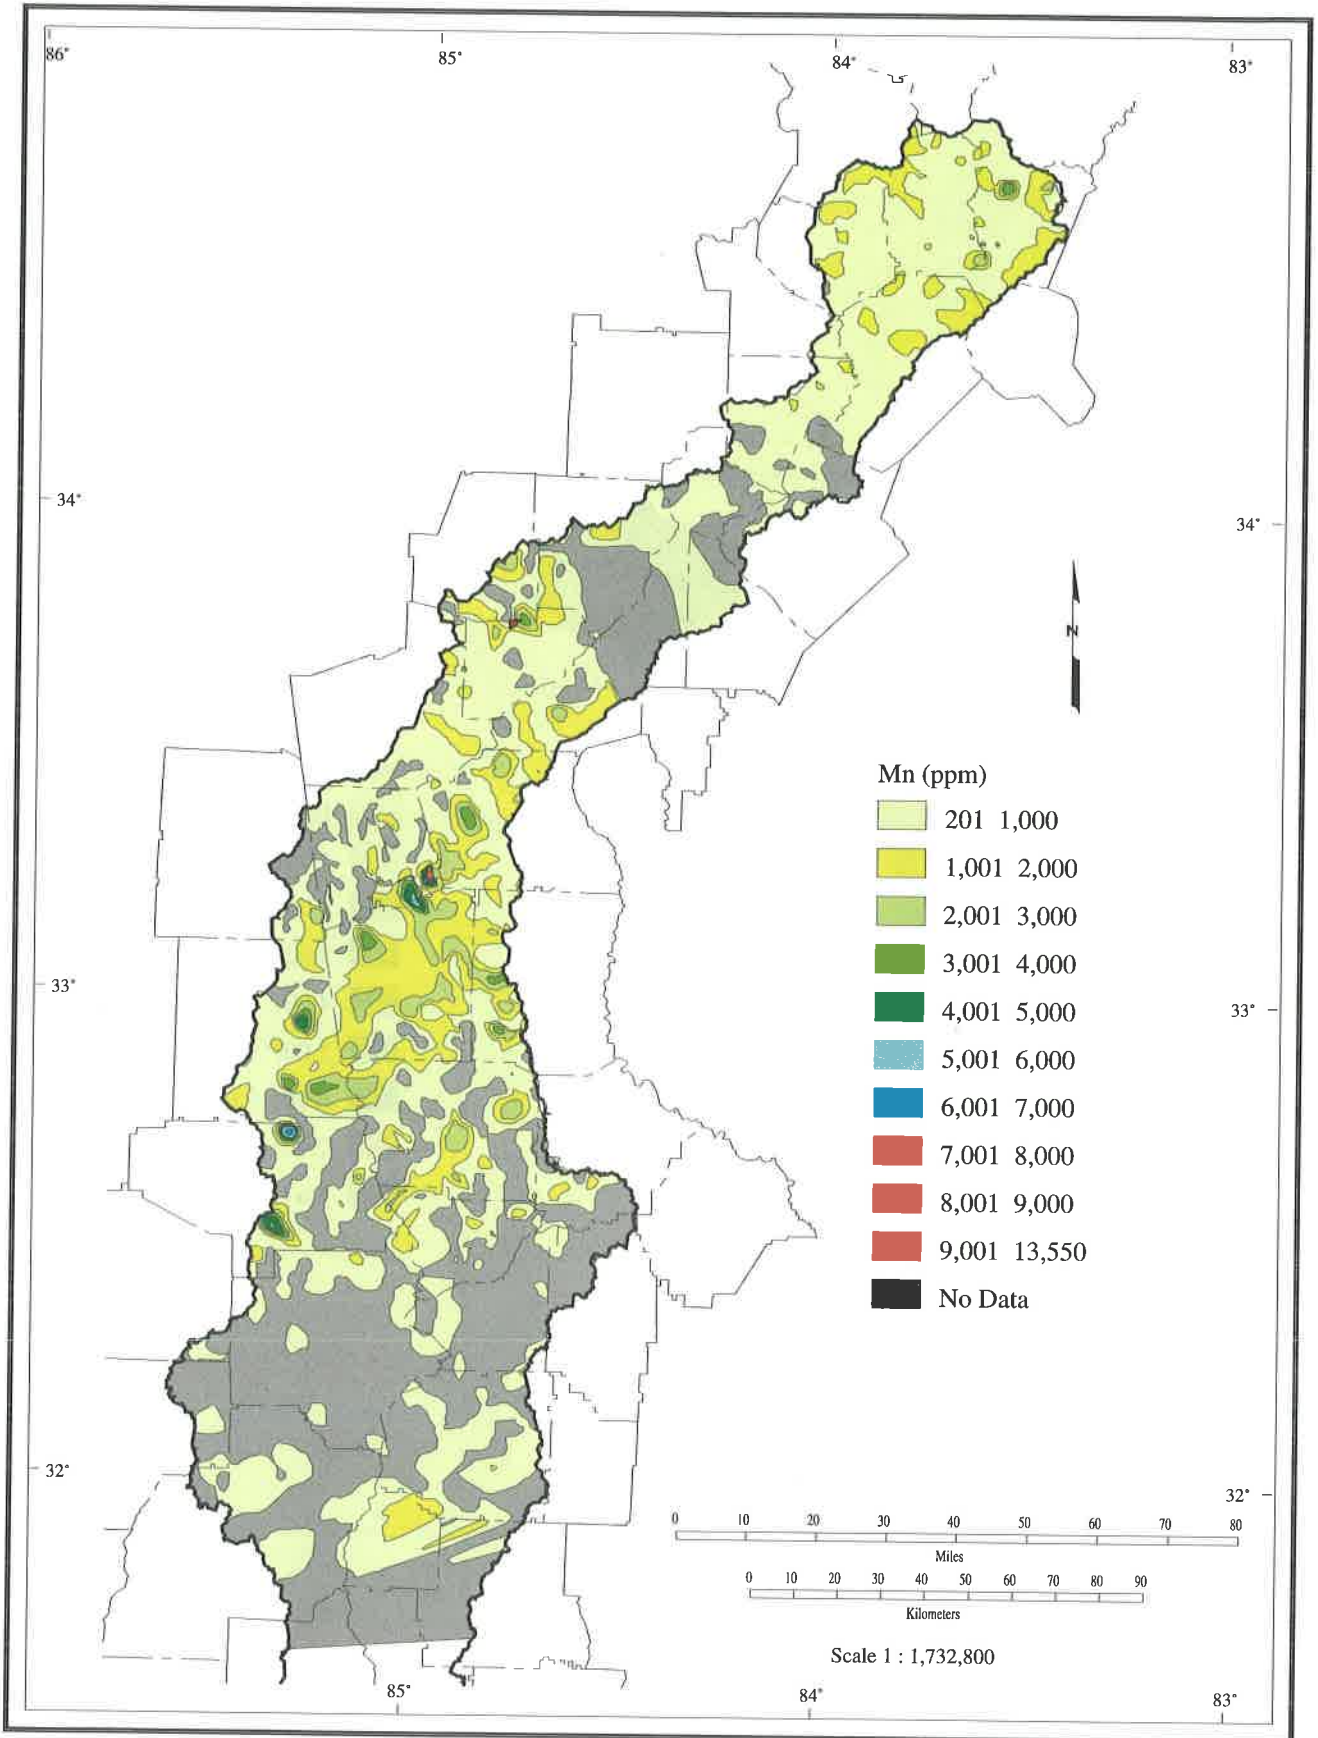 86° 85° 84° 83°
34° 34°
N
Mn (ppm)
201 1,000
1,001 2,000
2,001 3,000
3,001 4,000
4,001 5,000
5,001 6,000
6,001 7,000
7,001 8,000
8,001 9,000
9,001 13,550
No Data
33° 33°
32° 32°
0 10 20 30 40 50 60 70 80
Miles
0 10 20 30 40 50 60 70 80 90
Kilometers
Scale 1 : 1,732,800
85° 84° 83°